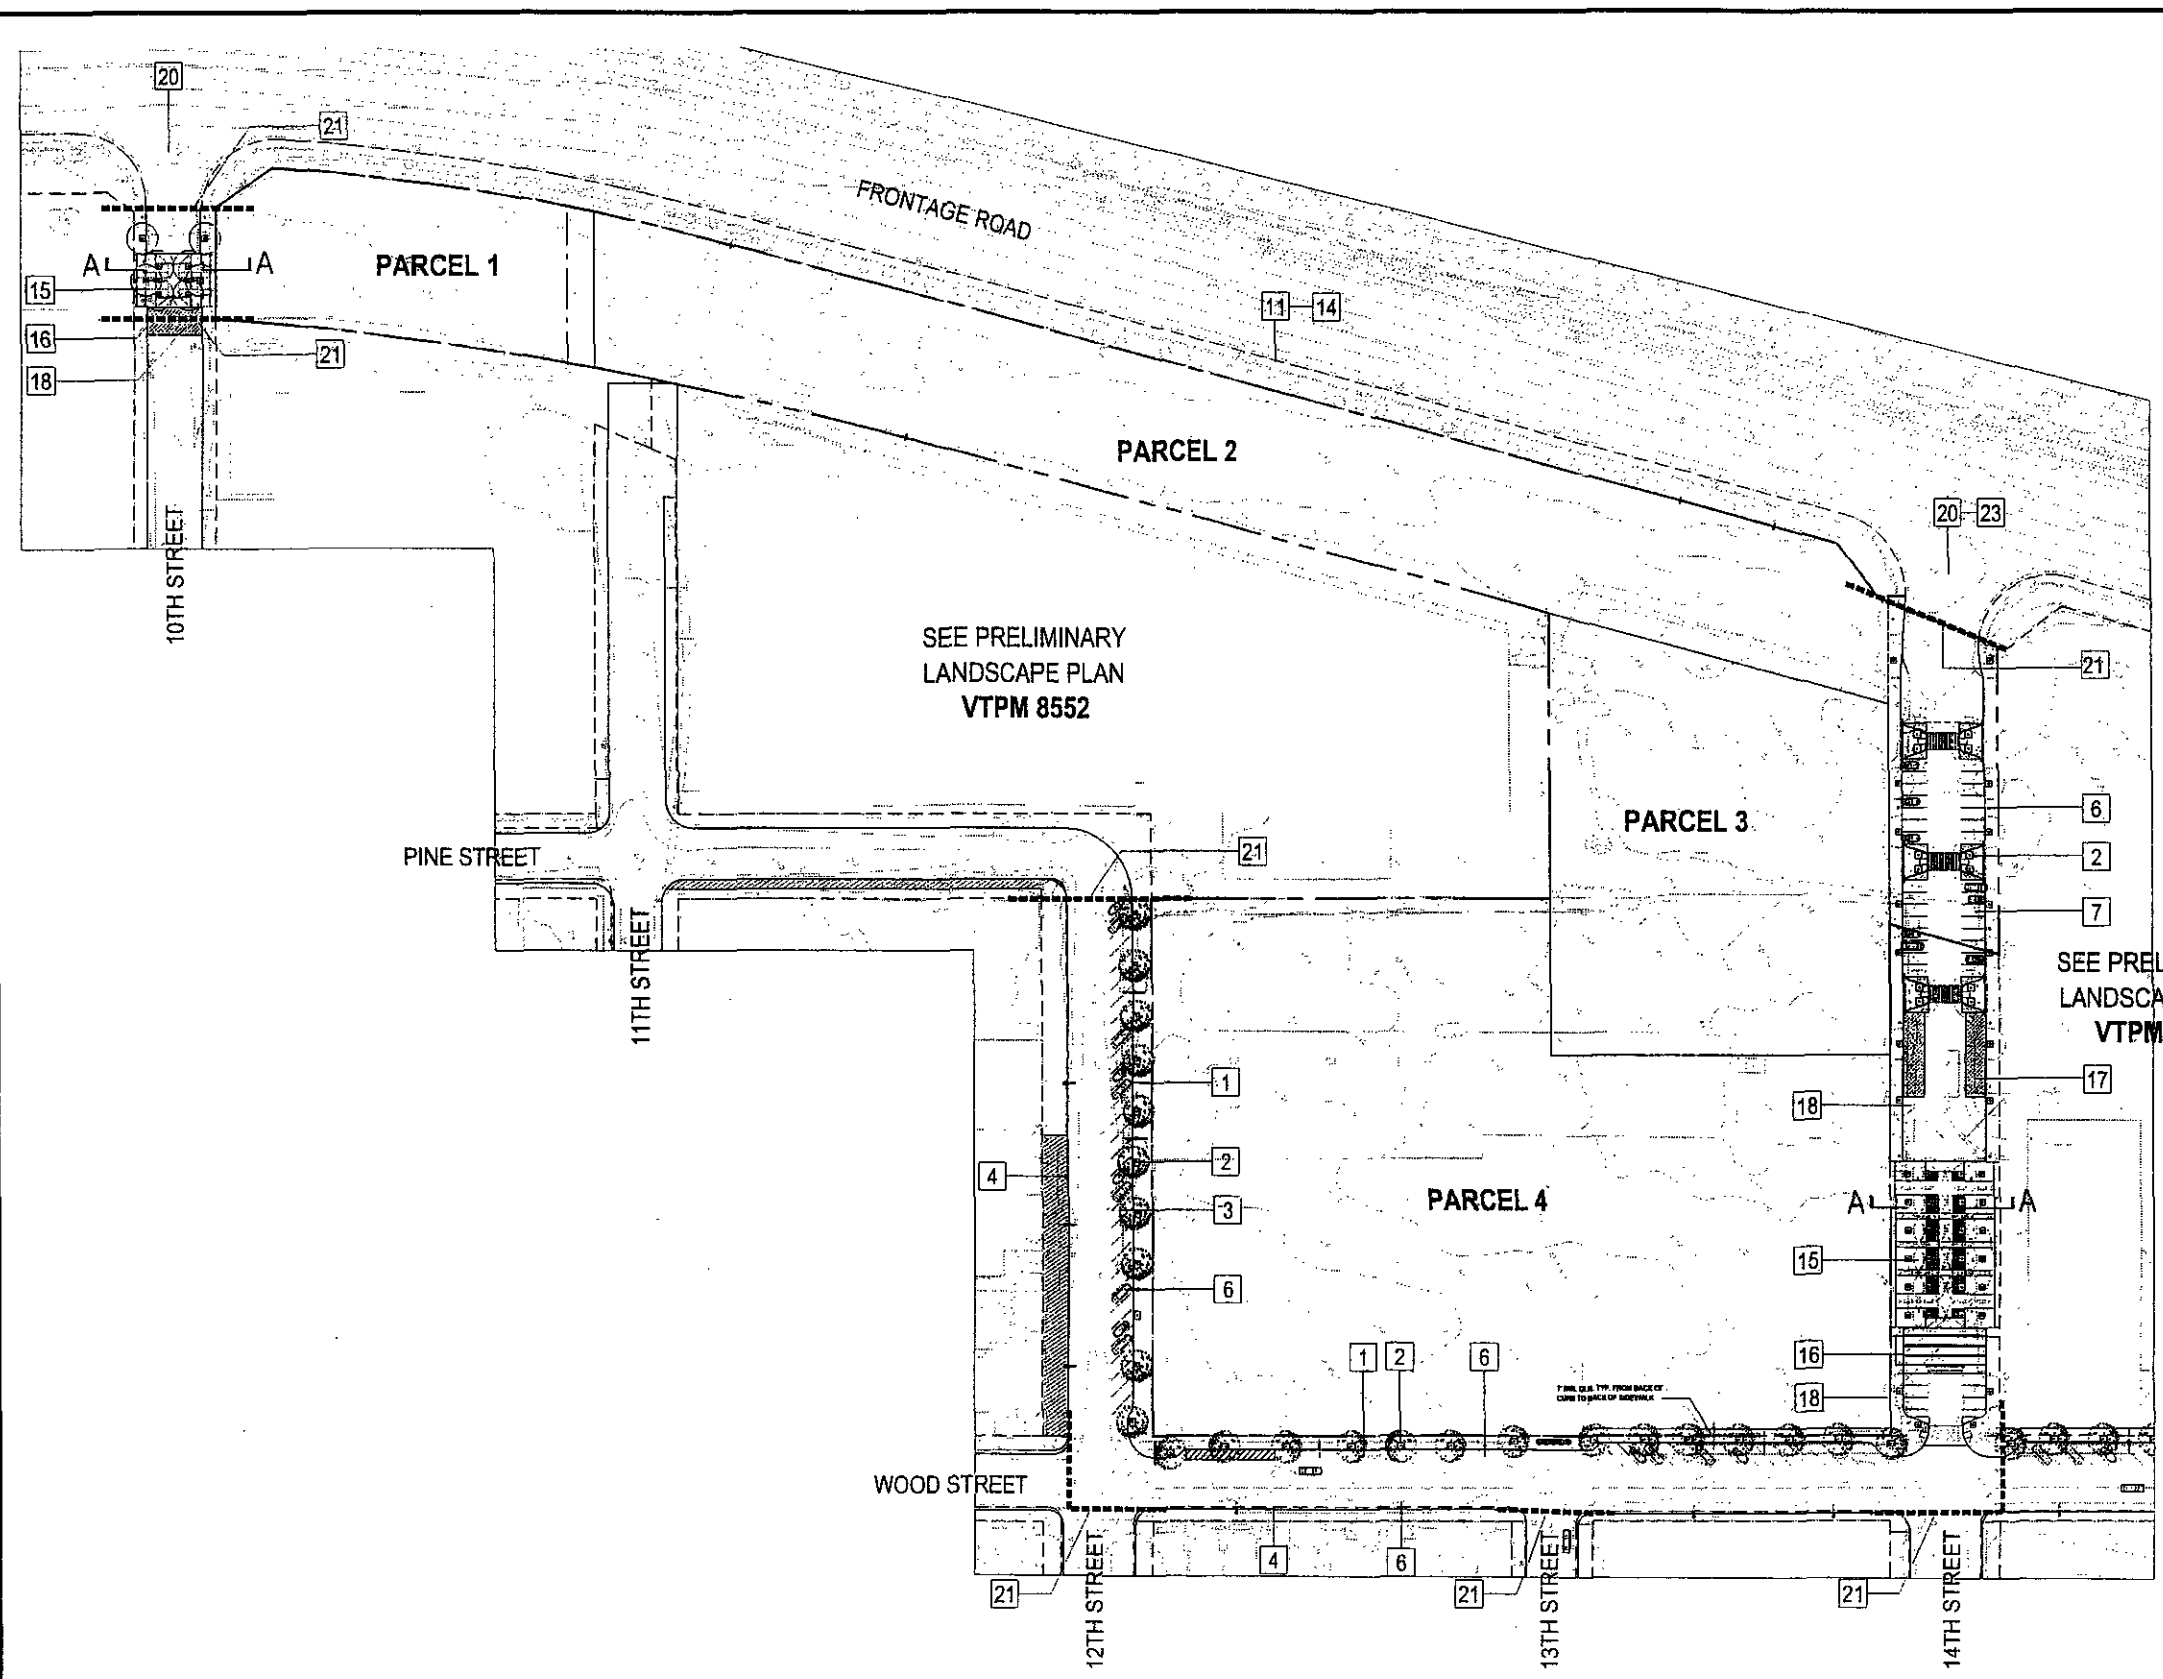 20
21
FRONTAGE ROAD
A
A
PARCEL 1
15
11
14
16
21
18
PARCEL 2
20
23
10TH STREET
SEE PRELIMINARY
LANDSCAPE PLAN
VTPM 8552
21
6
PARCEL 3
PINE STREET
21
2
7
11TH STREET
SEE PREL
LANDSCA
VTPM
1
17
18
4
2
PARCEL 4
A
A
3
15
6
1
2
6
16
18
WOOD STREET
4
6
21
12TH STREET
21
13TH STREET
21
14TH STREET